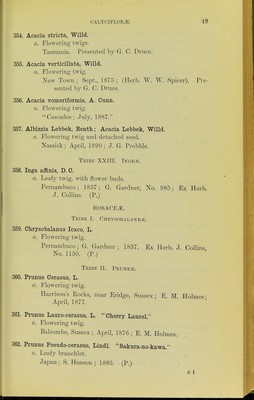 CALYCIFLORÆ. 49
354. Acacia stricta, Willd.
a. Flowering twigs.
Tasmania. Presented by G. C. Druce.
355. Acacia verticillata, Willd.
a. Flowering twig.
New Town; Sept., 1875; (Herb. W. W. Spicer). Pre-
sented by G. C. Druce.
356. Acacia vomeriformis, A. Cunn.
a. Flowering twig.
"Cascades: July, 1887."
357. Albizzia Lebbek, Benth; Acacia Lebbek, Willd.
a. Flowering twig and detached seed.
Nassick; April, 1890; J. G. Prebble.
Tribe XXIII. Ingeæ.
358. Inga affinis, D. C.
a. Leafy twig, with flower buds.
Pernambuco; 1837; G. Gardner, No. 985; Ex Herb.
J. Collins. (P.)
ROSACEÆ.
Tribe I. Chrysobalaneæ.
359. Chrysobalanus Icaco, L.
a. Flowering twig.
Pernambuco; G. Gardner; 1837. Ex Herb. J. Collins,
No. 1150. (P.)
Tribe II. Pruneæ.
360. Prunus Cerasus, L.
a. Flowering twig.
Harrison's Rocks, near Eridge, Sussex; E. M. Holmes;
April, 1877.
361. Prunus Lauro-cerasus, L. "Cherry Laurel."
a. Flowering twig.
Balcombe, Sussex; April, 1876; E. M. Holmes.
362. Prunus Pseudo-cerasus, Lindl. "Sakura-no-kawa."
a. Leafy branchlet.
Japan; S. Henson; 1885. (P.)
E 1